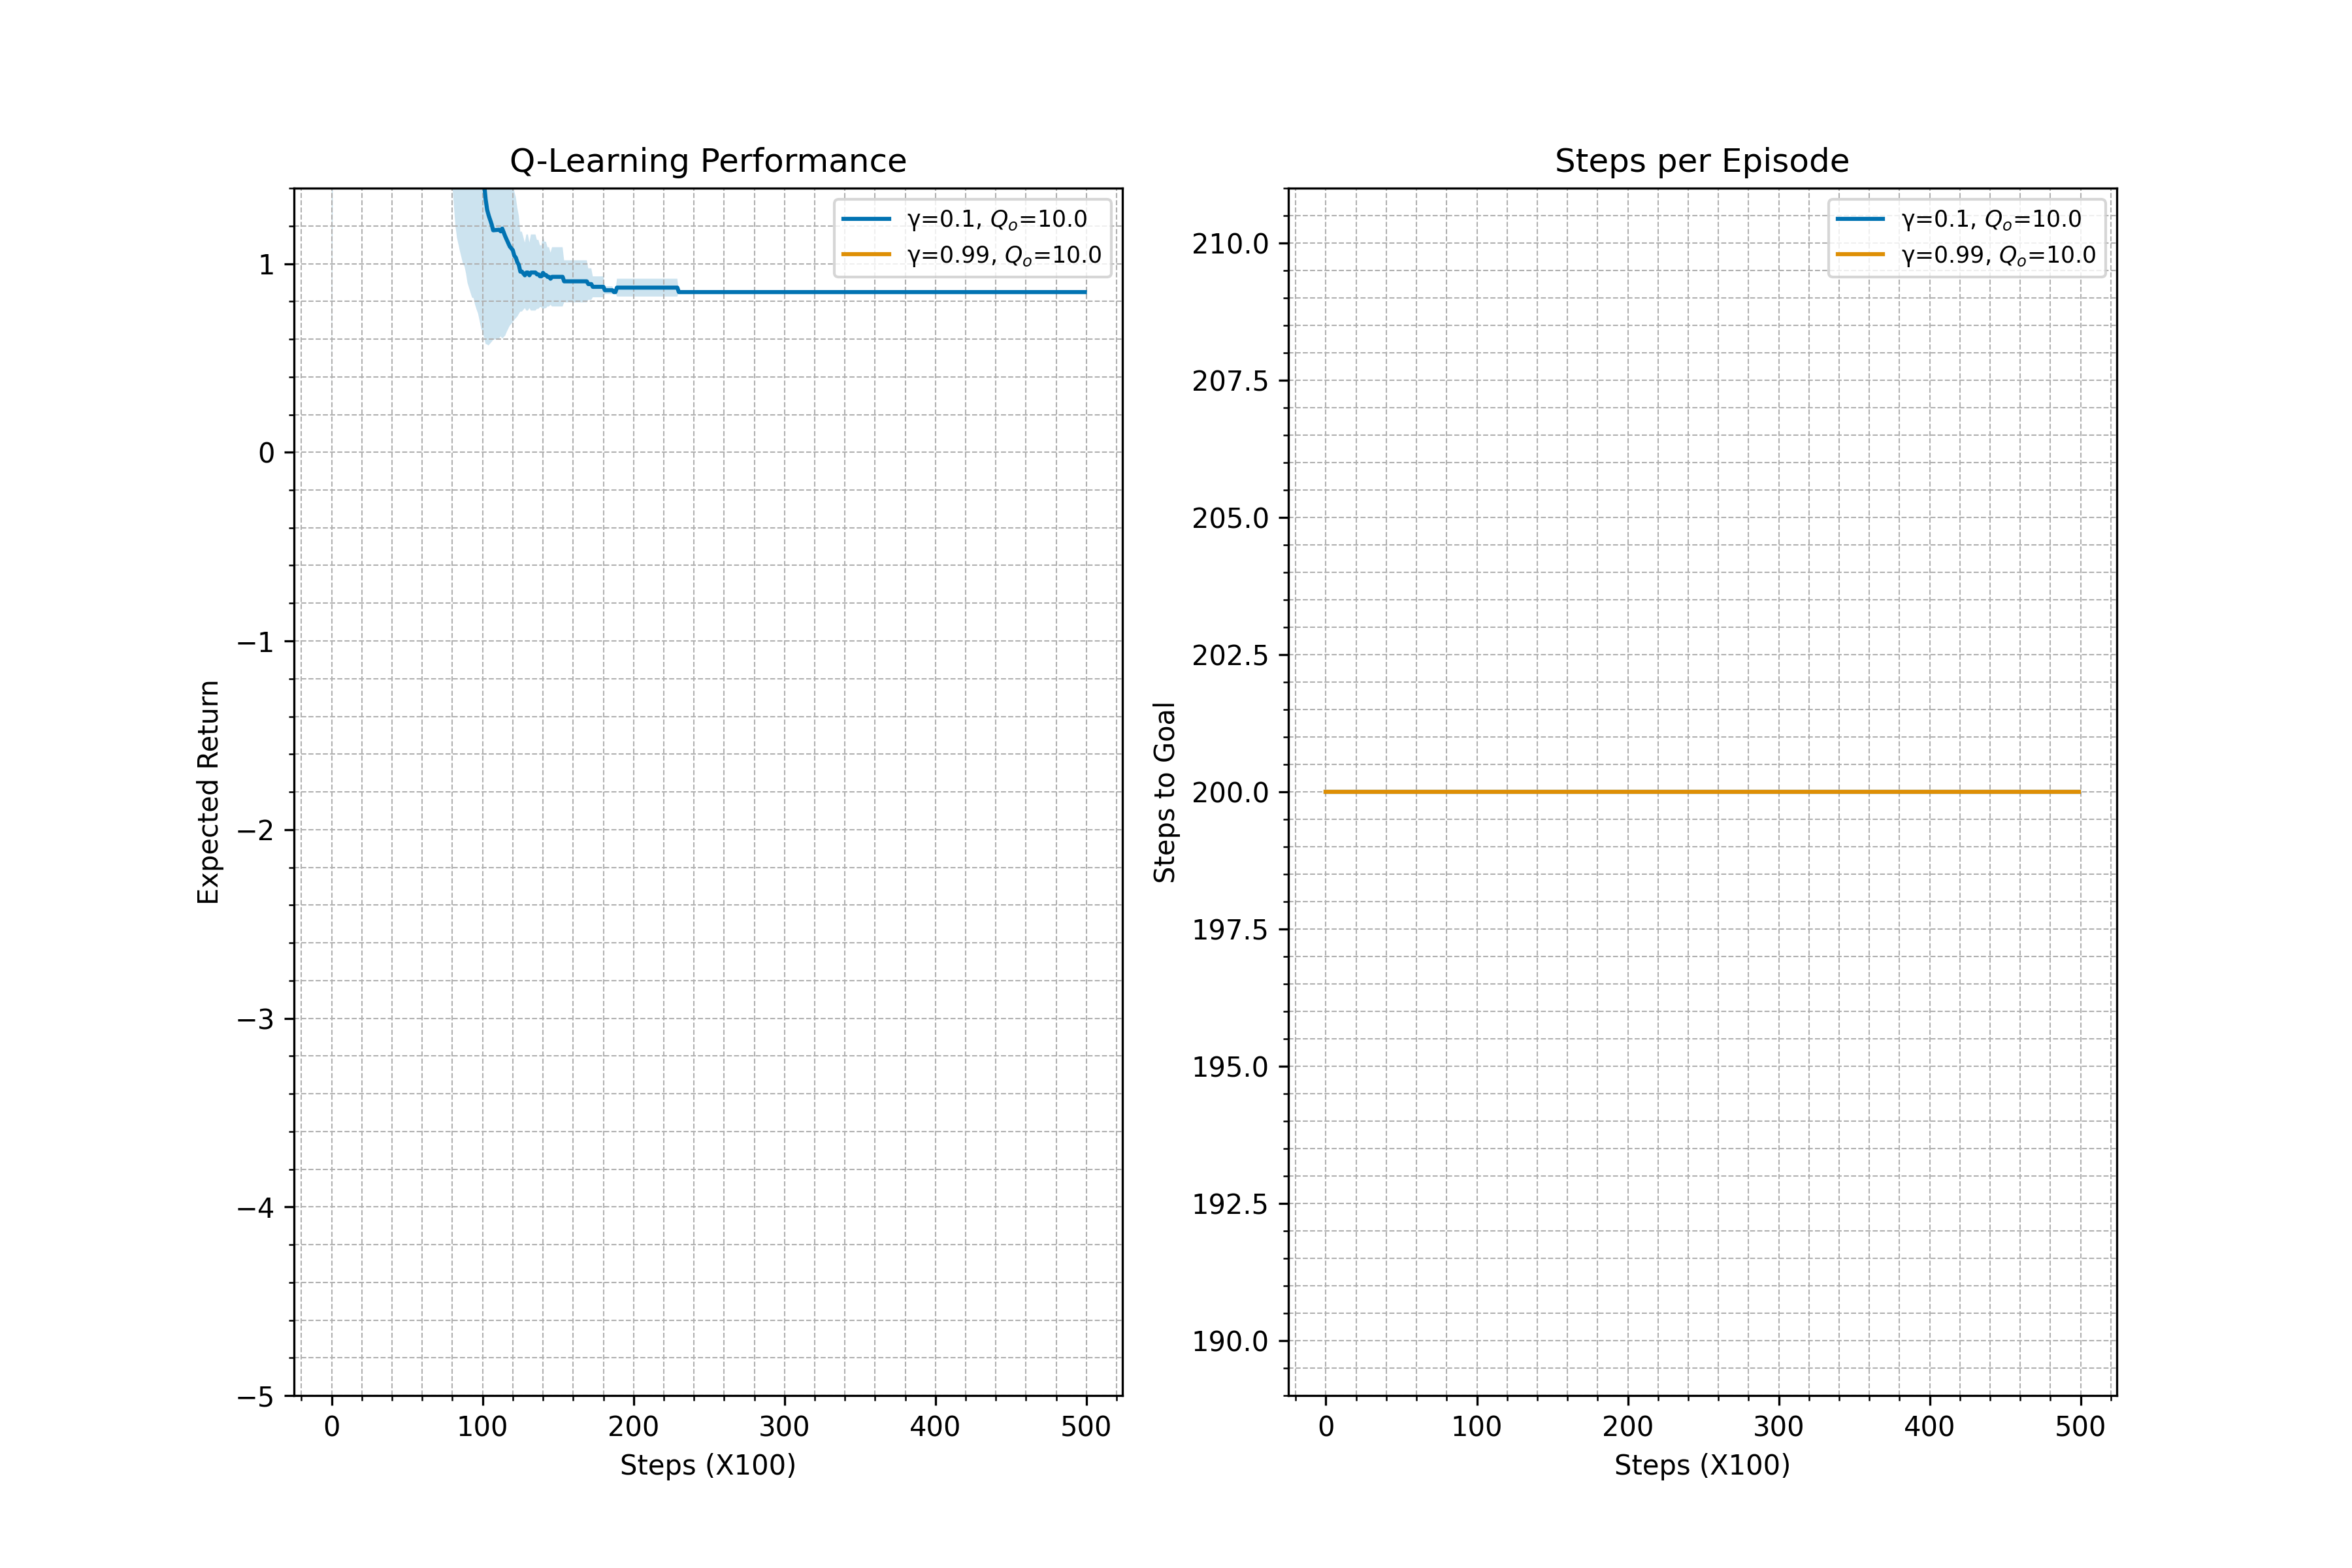 Q-Learning Performance
γ=0.1, Qₒ=10.0
γ=0.99, Qₒ=10.0
1
0
−1
−2
−3
−4
−5
Expected Return
0 100 200 300 400 500
Steps (X100)
Steps per Episode
γ=0.1, Qₒ=10.0
γ=0.99, Qₒ=10.0
210.0
207.5
205.0
202.5
200.0
197.5
195.0
192.5
190.0
Steps to Goal
0 100 200 300 400 500
Steps (X100)